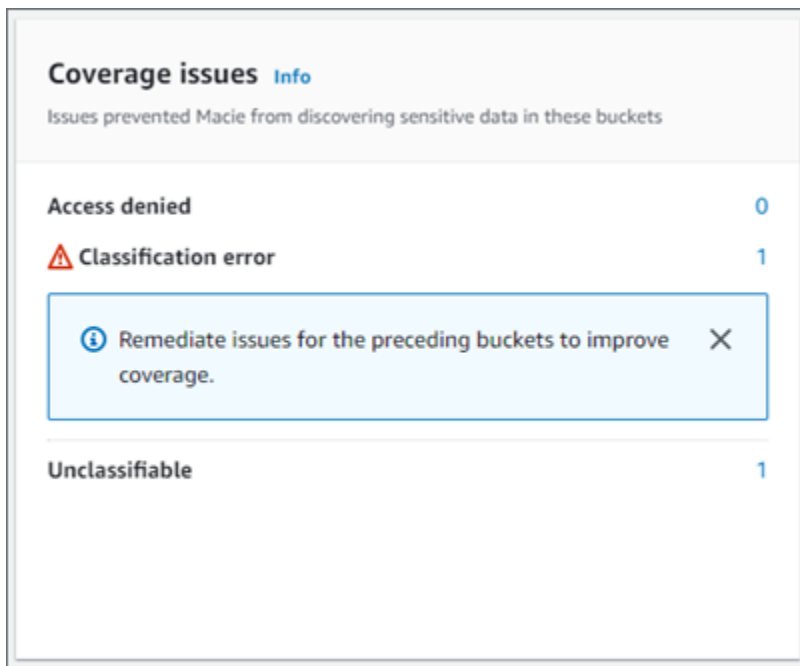 Coverage issues Info
Issues prevented Macie from discovering sensitive data in these buckets
Access denied 0
Classification error 1
Remediate issues for the preceding buckets to improve
coverage.
Unclassifiable 1